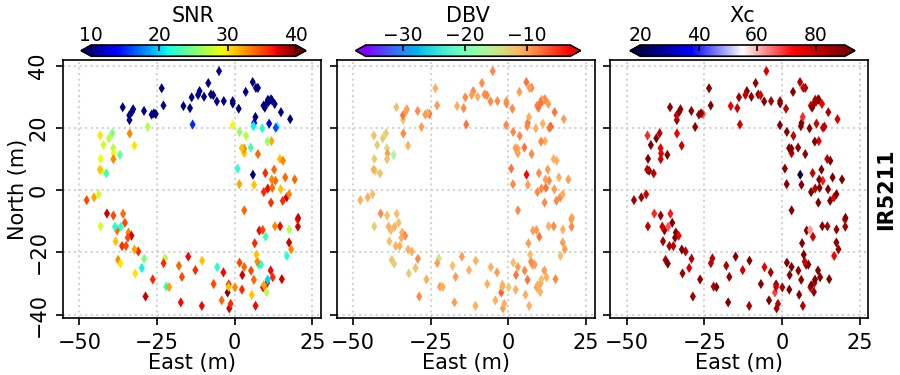 SNR DBV Xc
10 20 30 40 −30 −20 −10 20 40 60 80
North (m)
40
20
0
−20
−40
IR5211
−50 −25 0 25 −50 −25 0 25 −50 −25 0 25
East (m) East (m) East (m)